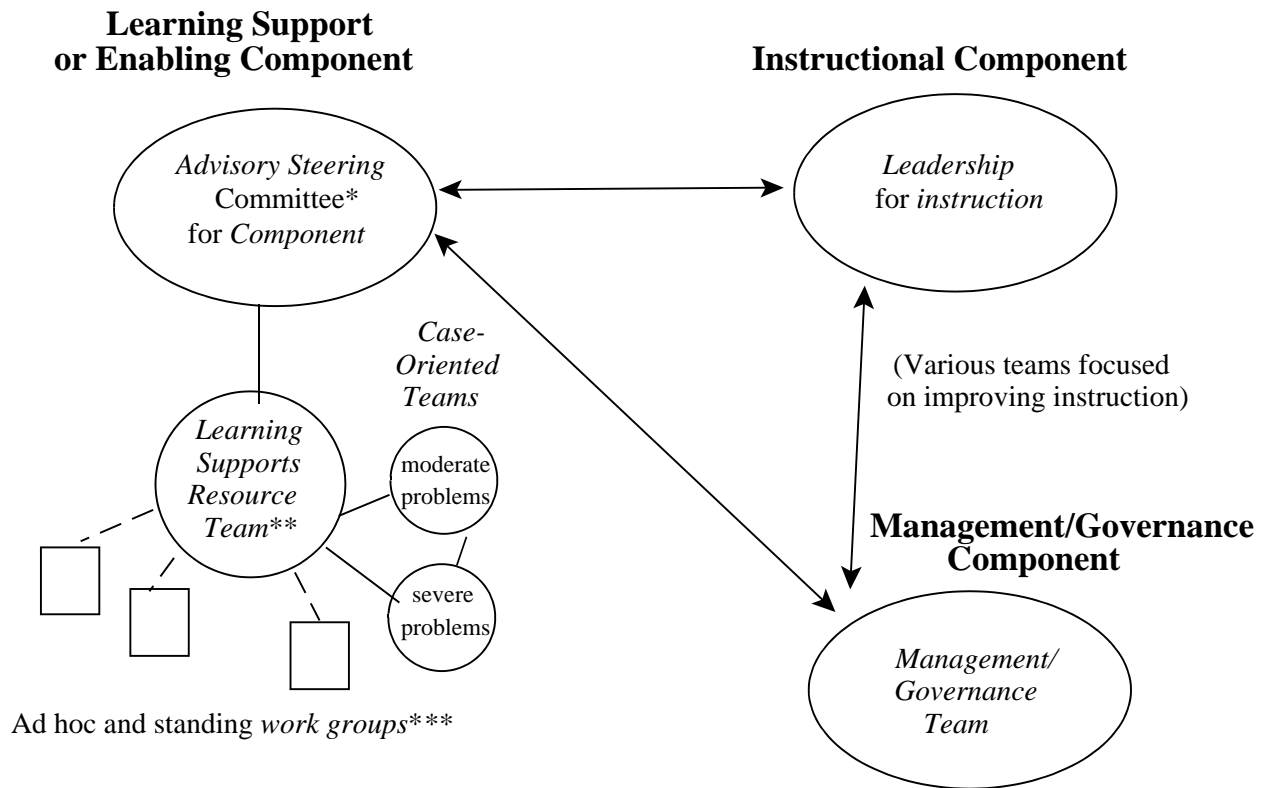 Learning Support
or Enabling Component
Instructional Component
Advisory Steering
Committee*
for Component
Leadership
for instruction
Case-
Oriented
Teams
(Various teams focused
on improving instruction)
Learning
Supports
Resource
Team**
moderate
problems
severe
problems
Management/Governance
Component
Management/
Governance
Team
Ad hoc and standing work groups***